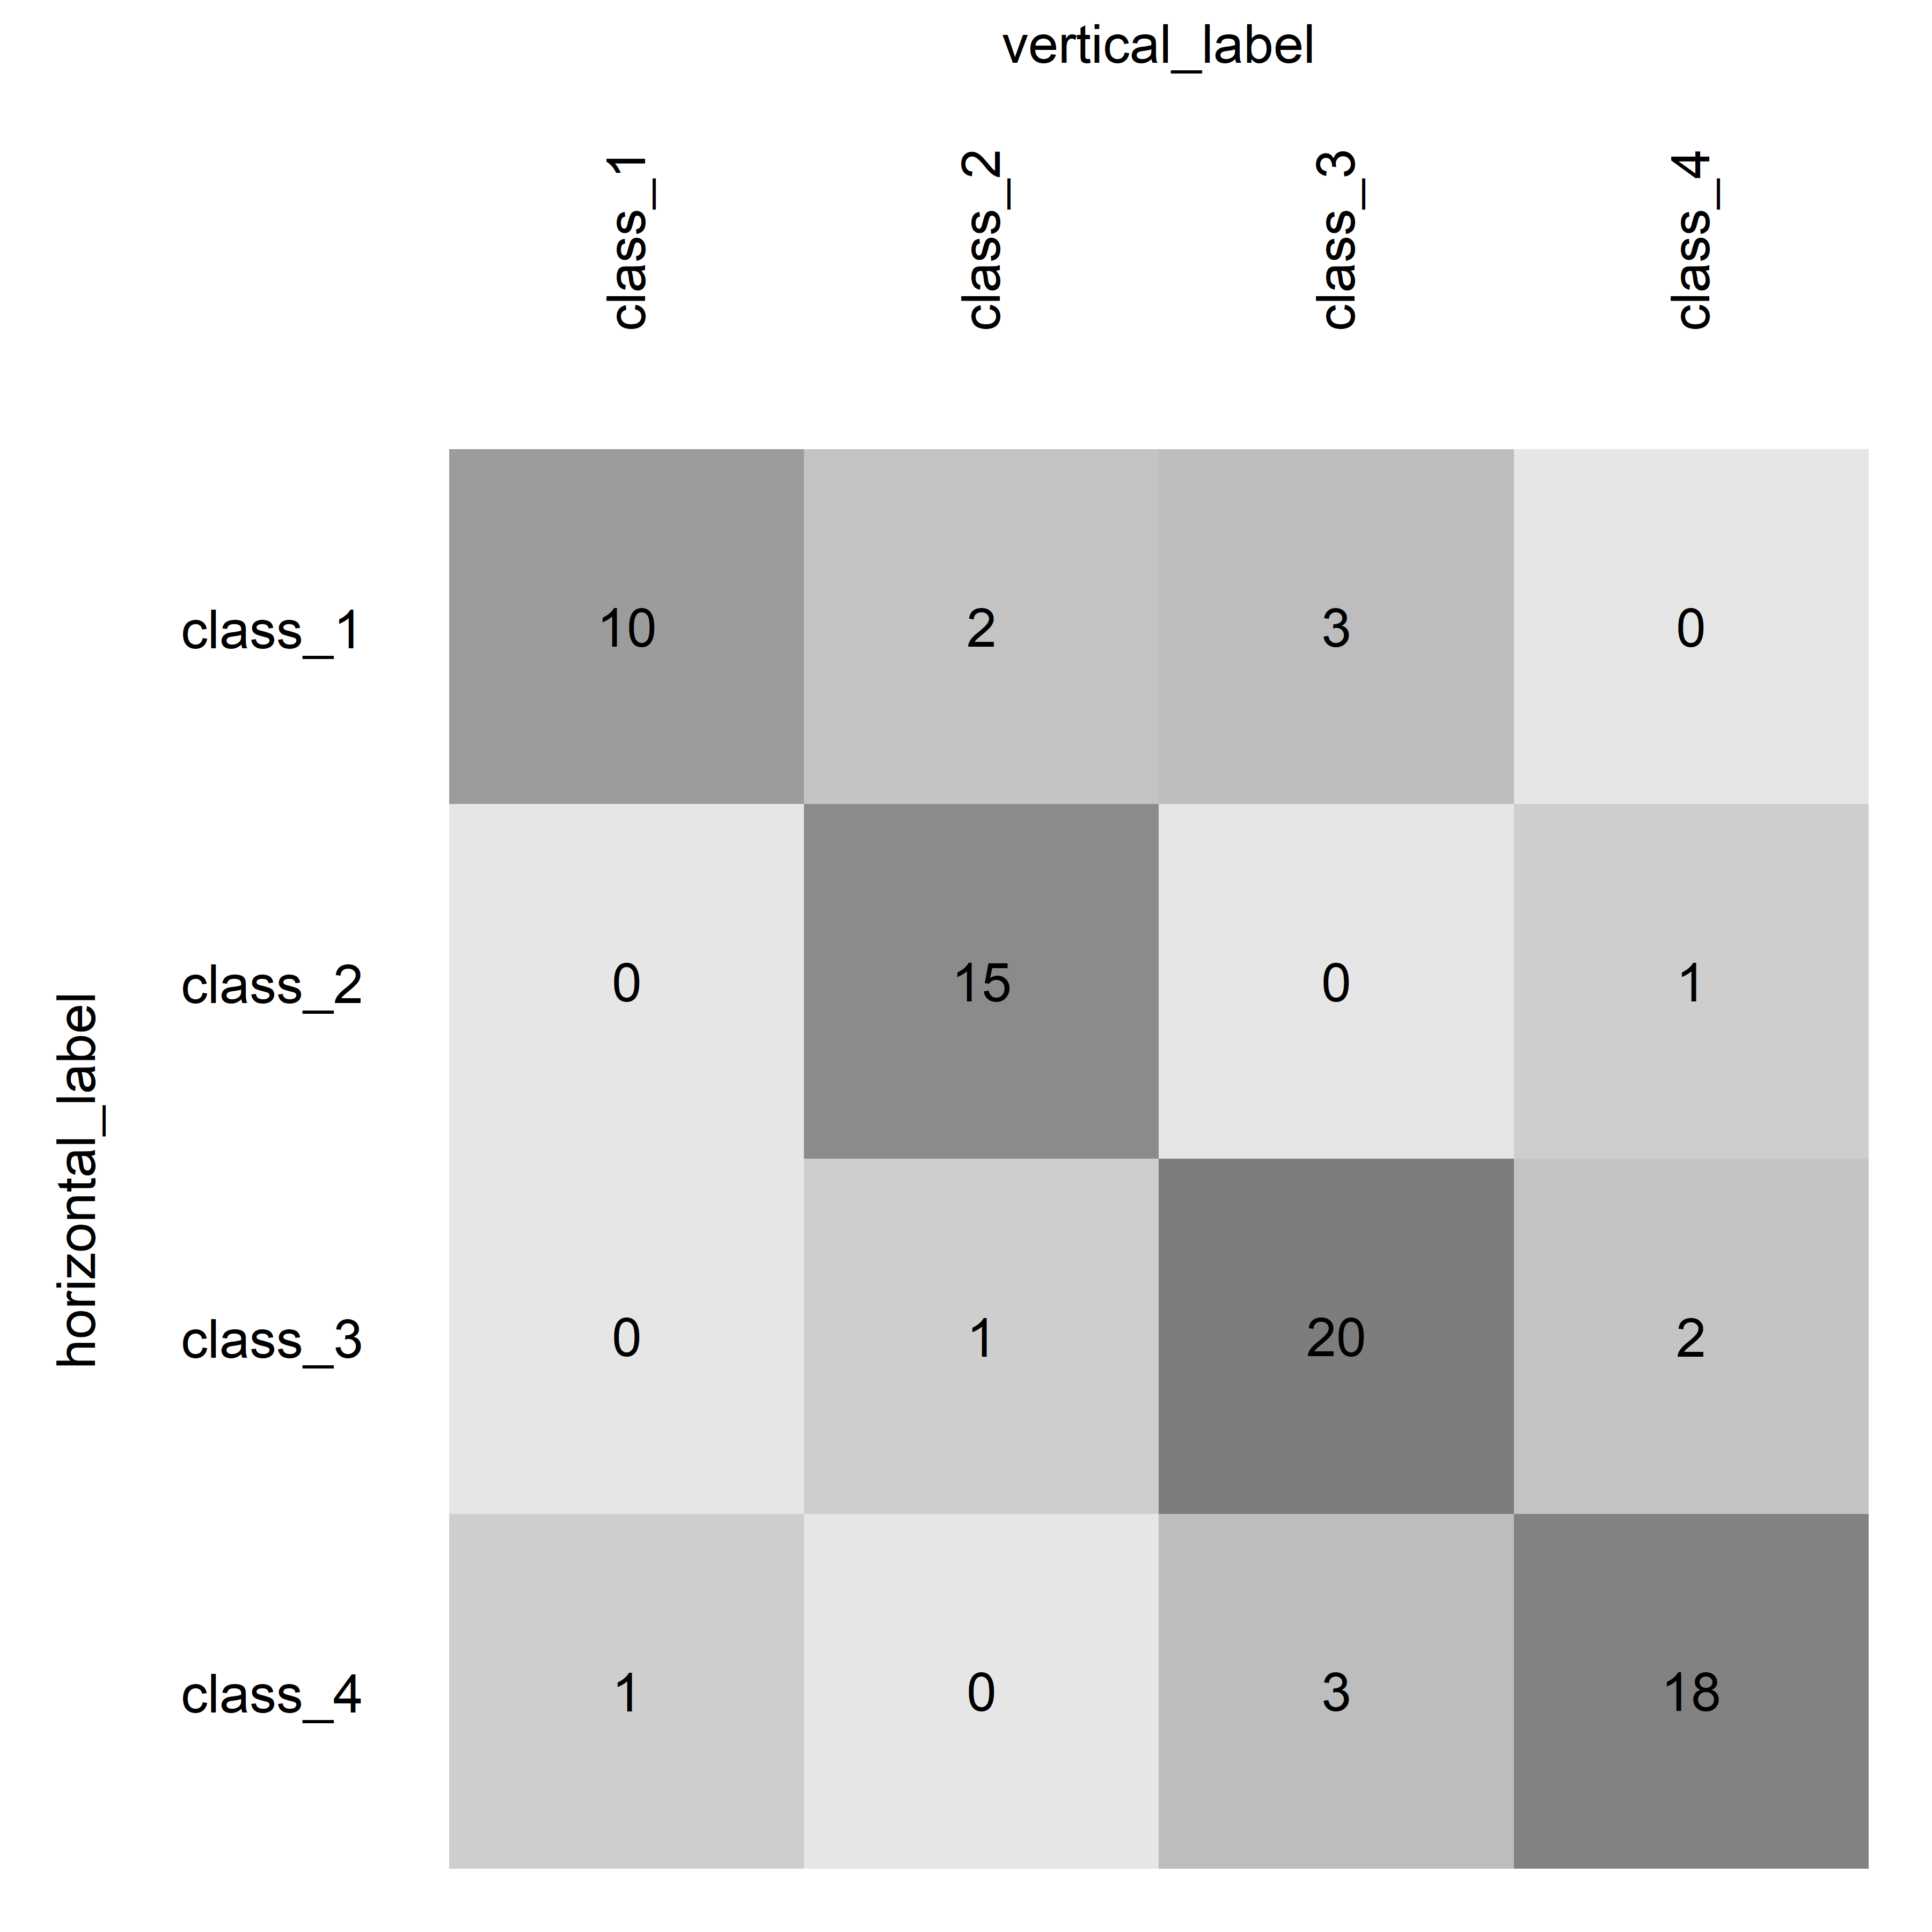 vertical_label
class_1 class_2 class_3 class_4
horizontal_label
class_1 10 2 3 0
class_2 0 15 0 1
class_3 0 1 20 2
class_4 1 0 3 18